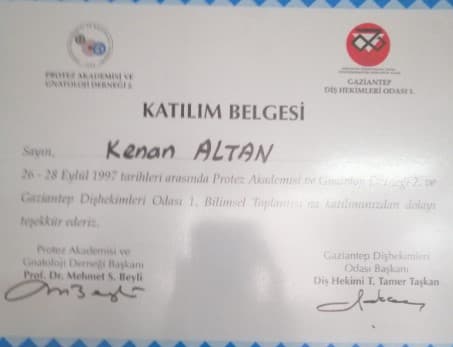 PROTEZ AKADEMİSİ VE
GNATOLOJİ DERNEĞİ
GAZİANTEP
DİŞ HEKİMLERİ ODASI
KATILIM BELGESİ
Sayın, Kenan ALTAN
26 - 28 Eylül 1997 tarihleri arasında Protez Akademisi ve Gnatoloji Derneği 2. ve
Gaziantep Dişhekimleri Odası 1. Bilimsel Toplantısı na katılımınızdan dolayı
teşekkür ederiz.
Protez Akademisi ve
Gnatoloji Derneği Başkanı
Prof. Dr. Mehmet S. Beyli
Gaziantep Dişhekimleri
Odası Başkanı
Diş Hekimi T. Tamer Taşkan